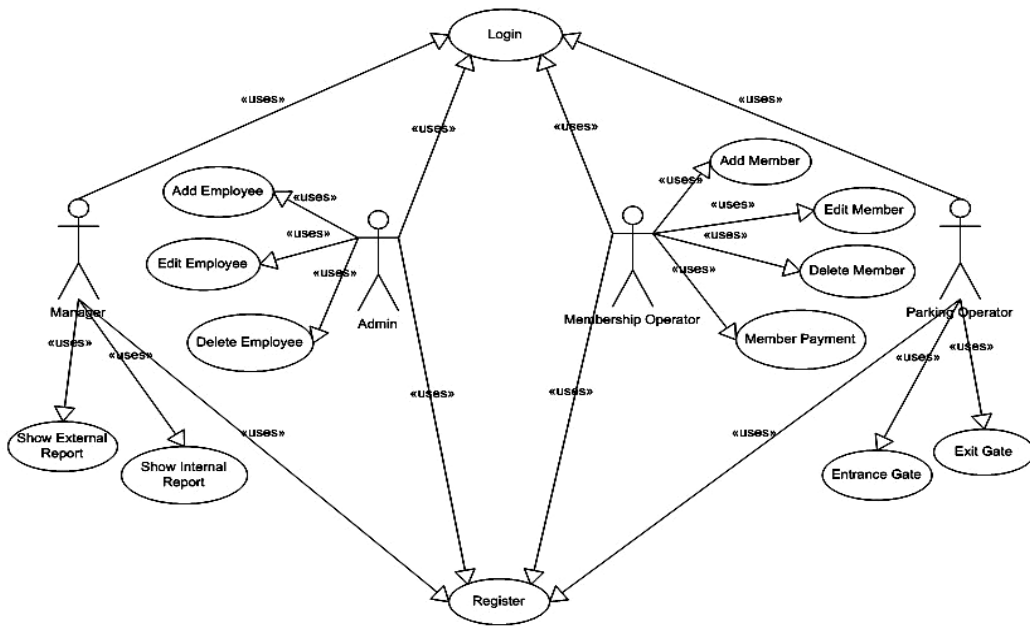 Login
«uses»
«uses»
«uses»
«uses»
Add Employee
«uses»
Edit Employee
«uses»
Delete Employee
«uses»
Add Member
«uses»
Edit Member
«uses»
Delete Member
«uses»
Member Payment
«uses»
Manager
Admin
Membership Operator
Parking Operator
«uses»
«uses»
«uses»
«uses»
«uses»
«uses»
«uses»
«uses»
Show External
Report
Show Internal
Report
Entrance Gate
Exit Gate
Register